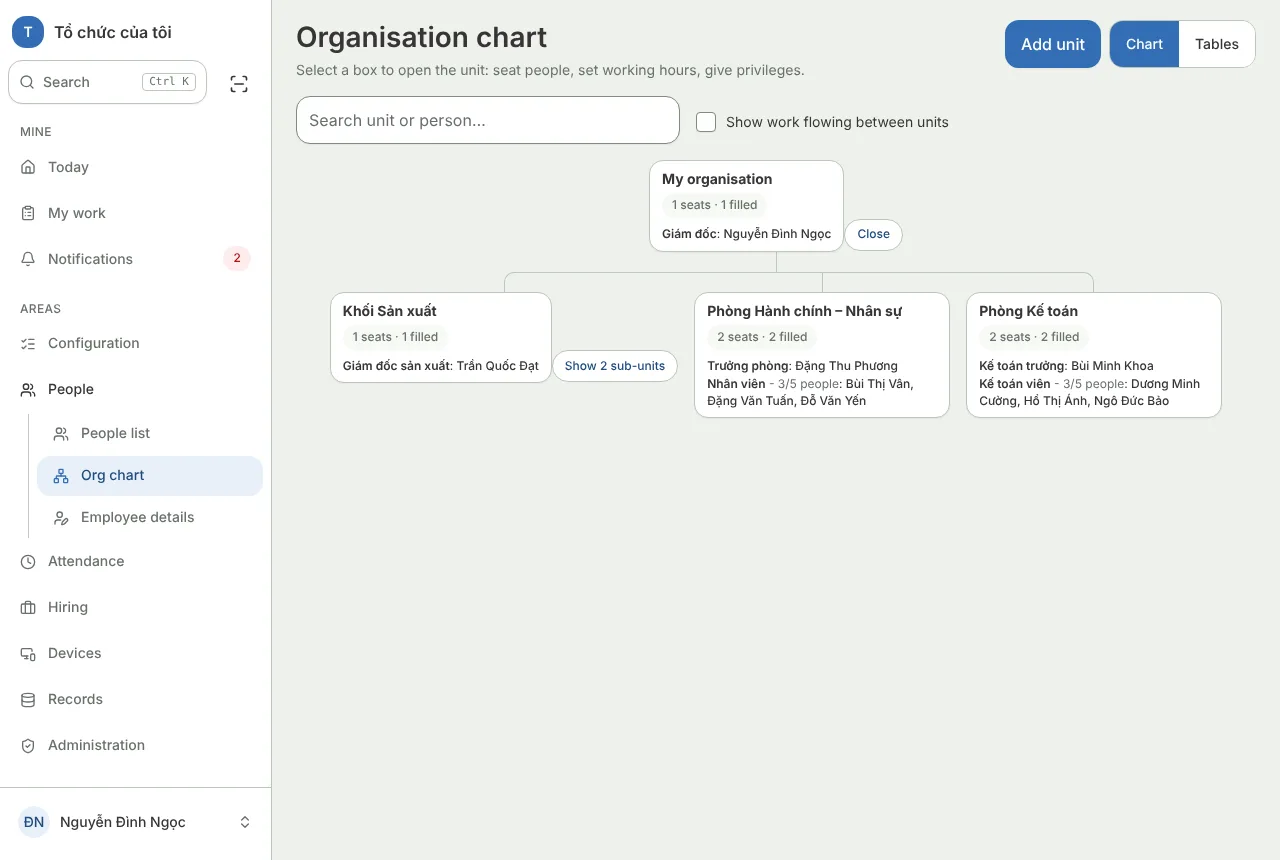 T
Tổ chức của tôi
Search
Ctrl K
MINE
Today
My work
Notifications
2
AREAS
Configuration
People
People list
Org chart
Employee details
Attendance
Hiring
Devices
Records
Administration
ĐN
Nguyễn Đình Ngọc
Organisation chart
Select a box to open the unit: seat people, set working hours, give privileges.
Add unit
Chart
Tables
Search unit or person...
Show work flowing between units
My organisation
1 seats · 1 filled
Giám đốc: Nguyễn Đình Ngọc
Close
Khối Sản xuất
1 seats · 1 filled
Giám đốc sản xuất: Trần Quốc Đạt
Show 2 sub-units
Phòng Hành chính – Nhân sự
2 seats · 2 filled
Trưởng phòng: Đặng Thu Phương
Nhân viên - 3/5 people: Bùi Thị Vân,
Đặng Văn Tuấn, Đỗ Văn Yến
Phòng Kế toán
2 seats · 2 filled
Kế toán trưởng: Bùi Minh Khoa
Kế toán viên - 3/5 people: Dương Minh
Cường, Hồ Thị Ánh, Ngô Đức Bảo